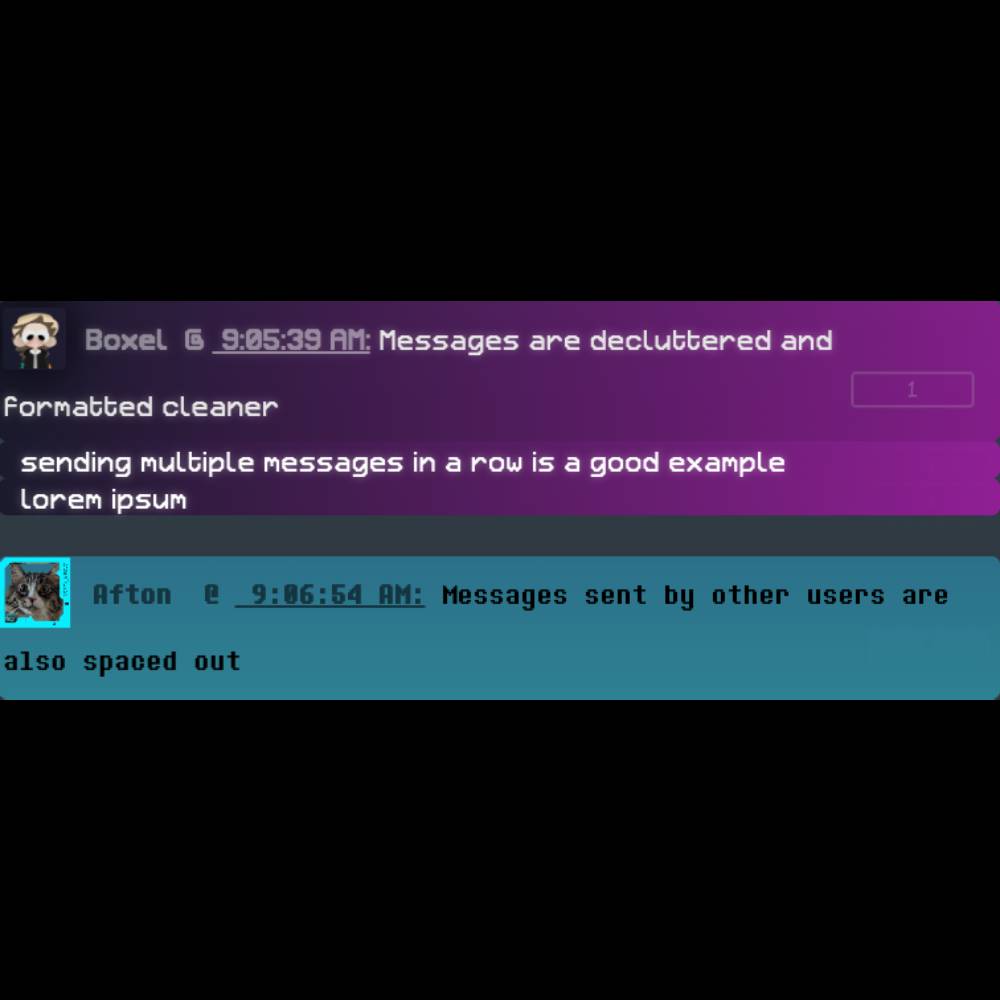 Boxel @ 9:05:39 AM: Messages are decluttered and
1
formatted cleaner
sending multiple messages in a row is a good example
lorem ipsum
Afton @ 9:06:54 AM: Messages sent by other users are
also spaced out